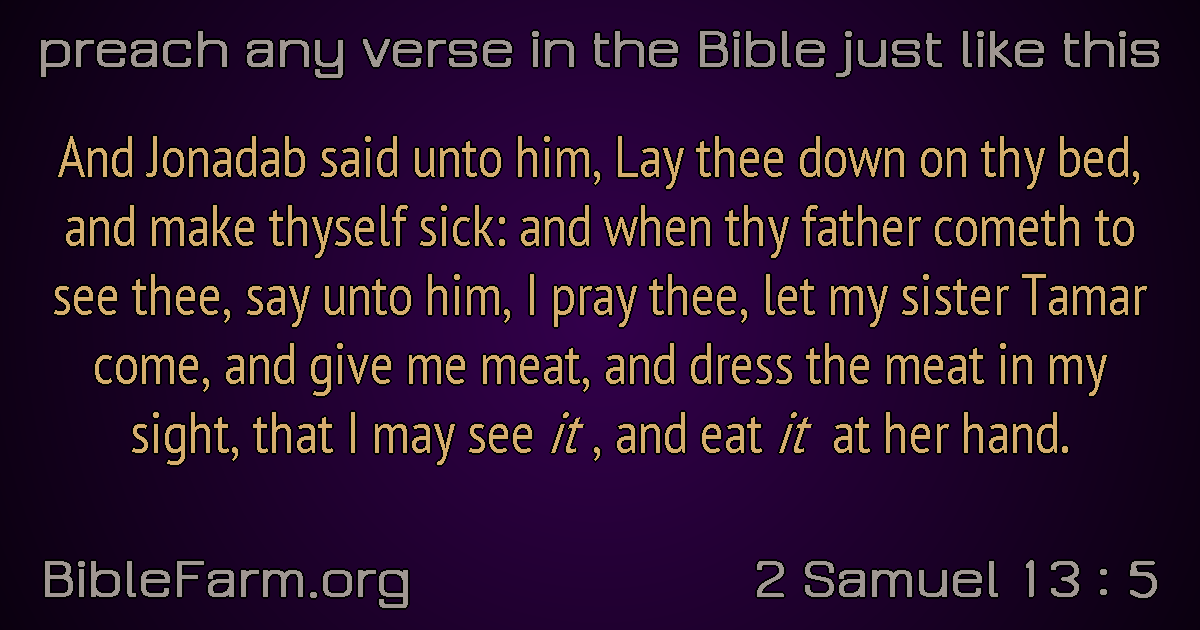 preach any verse in the Bible just like this
And Jonadab said unto him, Lay thee down on thy bed,
and make thyself sick: and when thy father cometh to
see thee, say unto him, I pray thee, let my sister Tamar
come, and give me meat, and dress the meat in my
sight, that I may see it , and eat it at her hand.
BibleFarm.org
2 Samuel 13 : 5